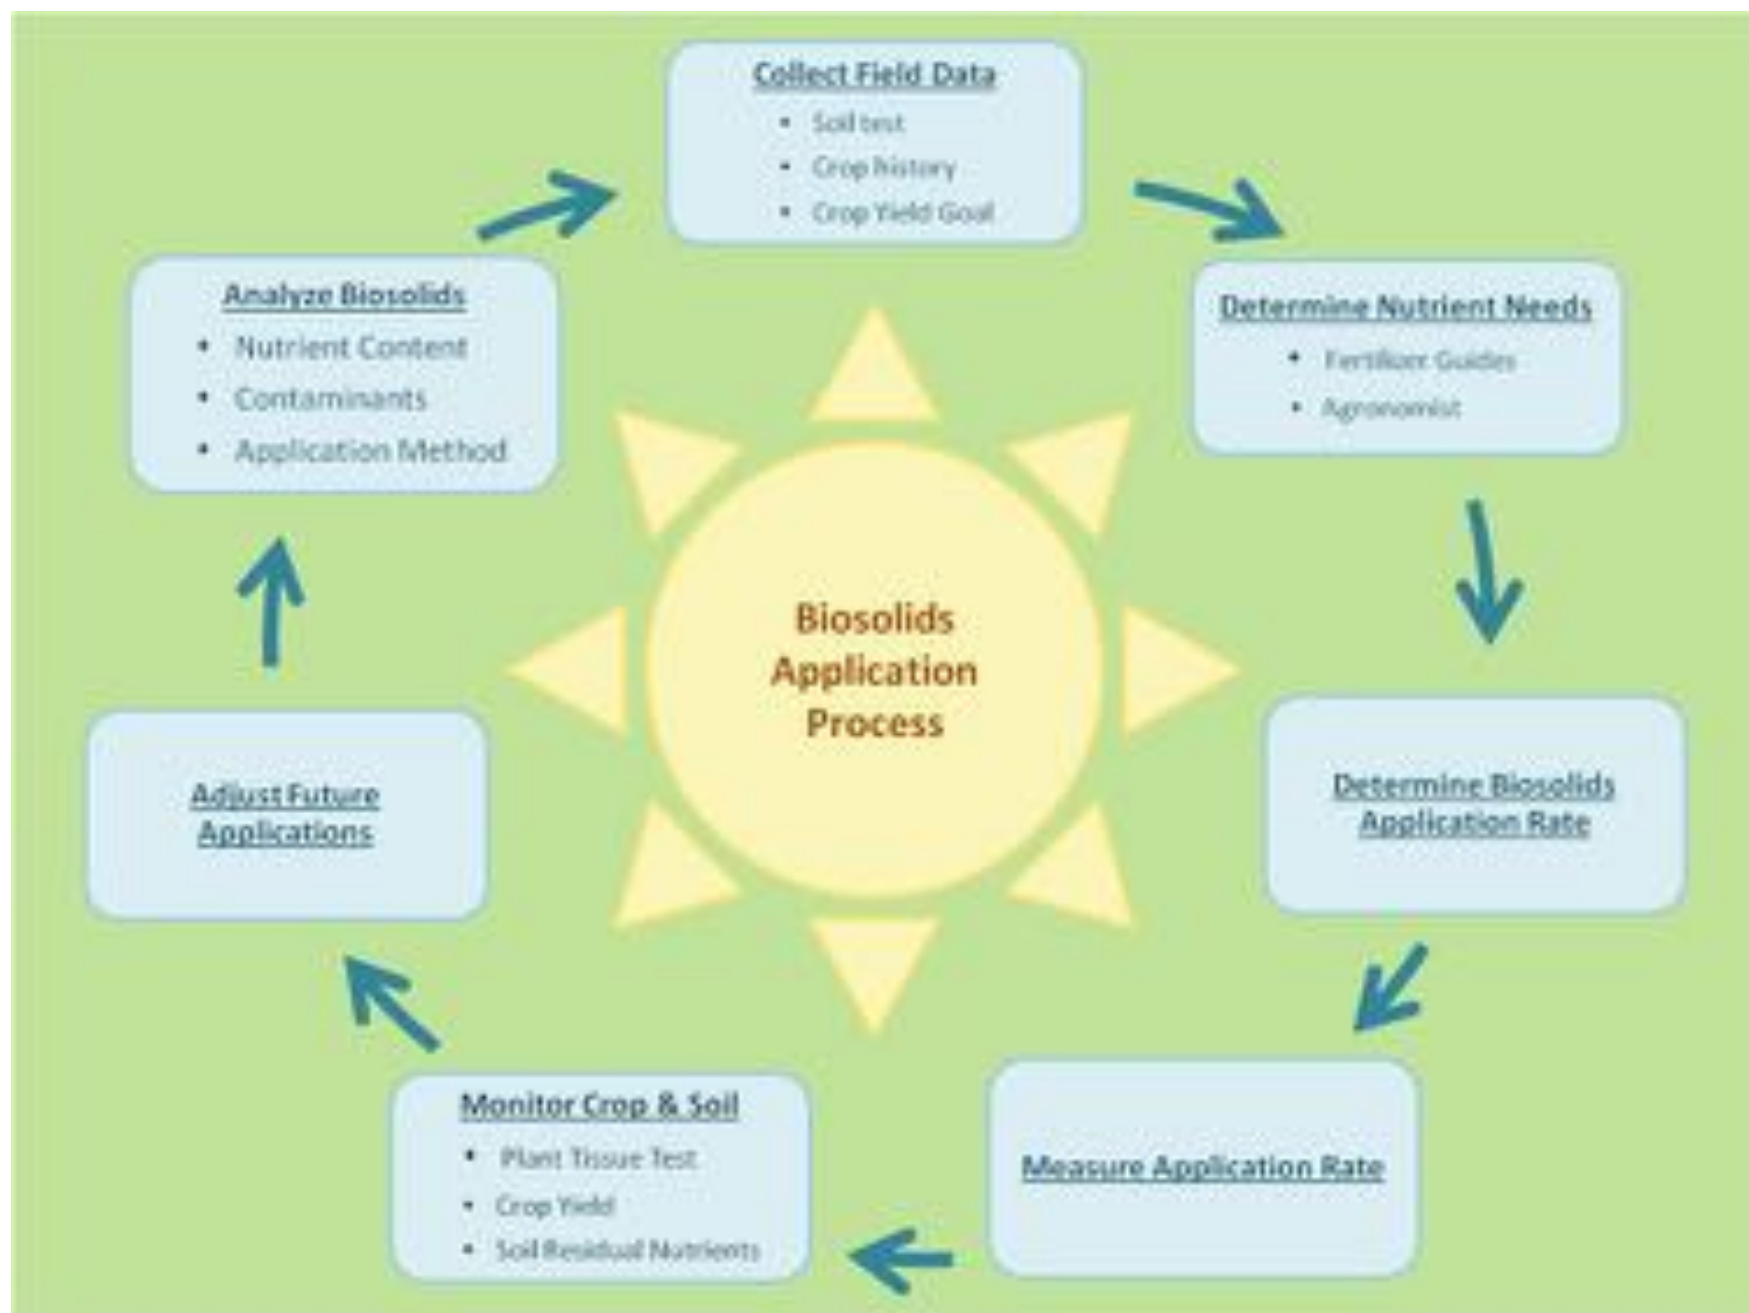 Collect Field Data
• Soil test
• Crop history
• Crop Yield Goal
Determine Nutrient Needs
• Fertilizer Guides
• Agronomist
Determine Biosolids
Application Rate
Measure Application Rate
Monitor Crop & Soil
• Plant Tissue Test
• Crop Yield
• Soil Residual Nutrients
Adjust Future
Applications
Analyze Biosolids
• Nutrient Content
• Contaminants
• Application Method
Biosolids
Application
Process